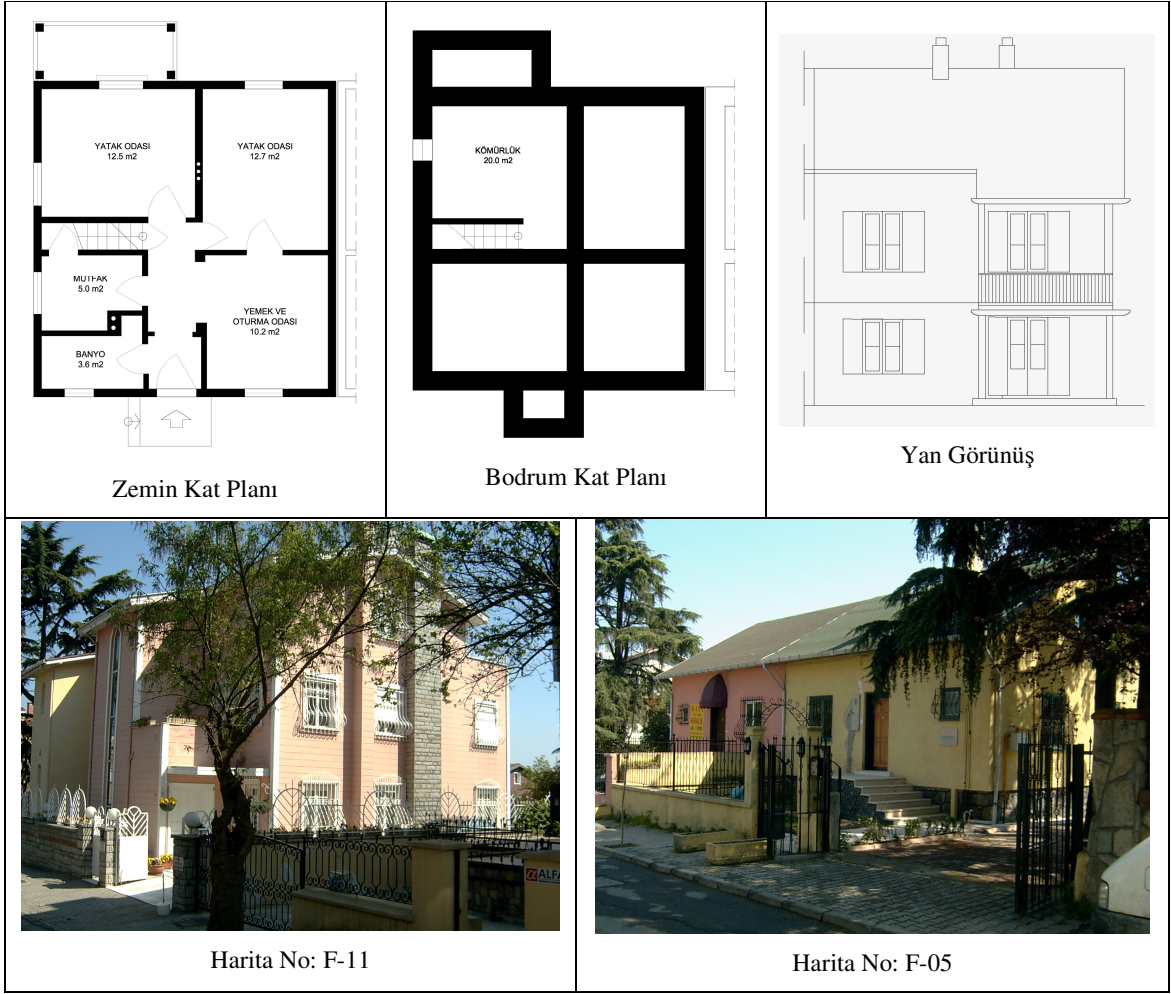 YATAK ODASI
12.5 m2
YATAK ODASI
12.7 m2
MUTFAK
5.0 m2
YEMEK VE
OTURMA ODASI
10.2 m2
BANYO
3.6 m2
Zemin Kat Planı
KÖMÜRLÜK
20.0 m2
Bodrum Kat Planı
Yan Görünüş
ALFA
Harita No: F-11
Harita No: F-05